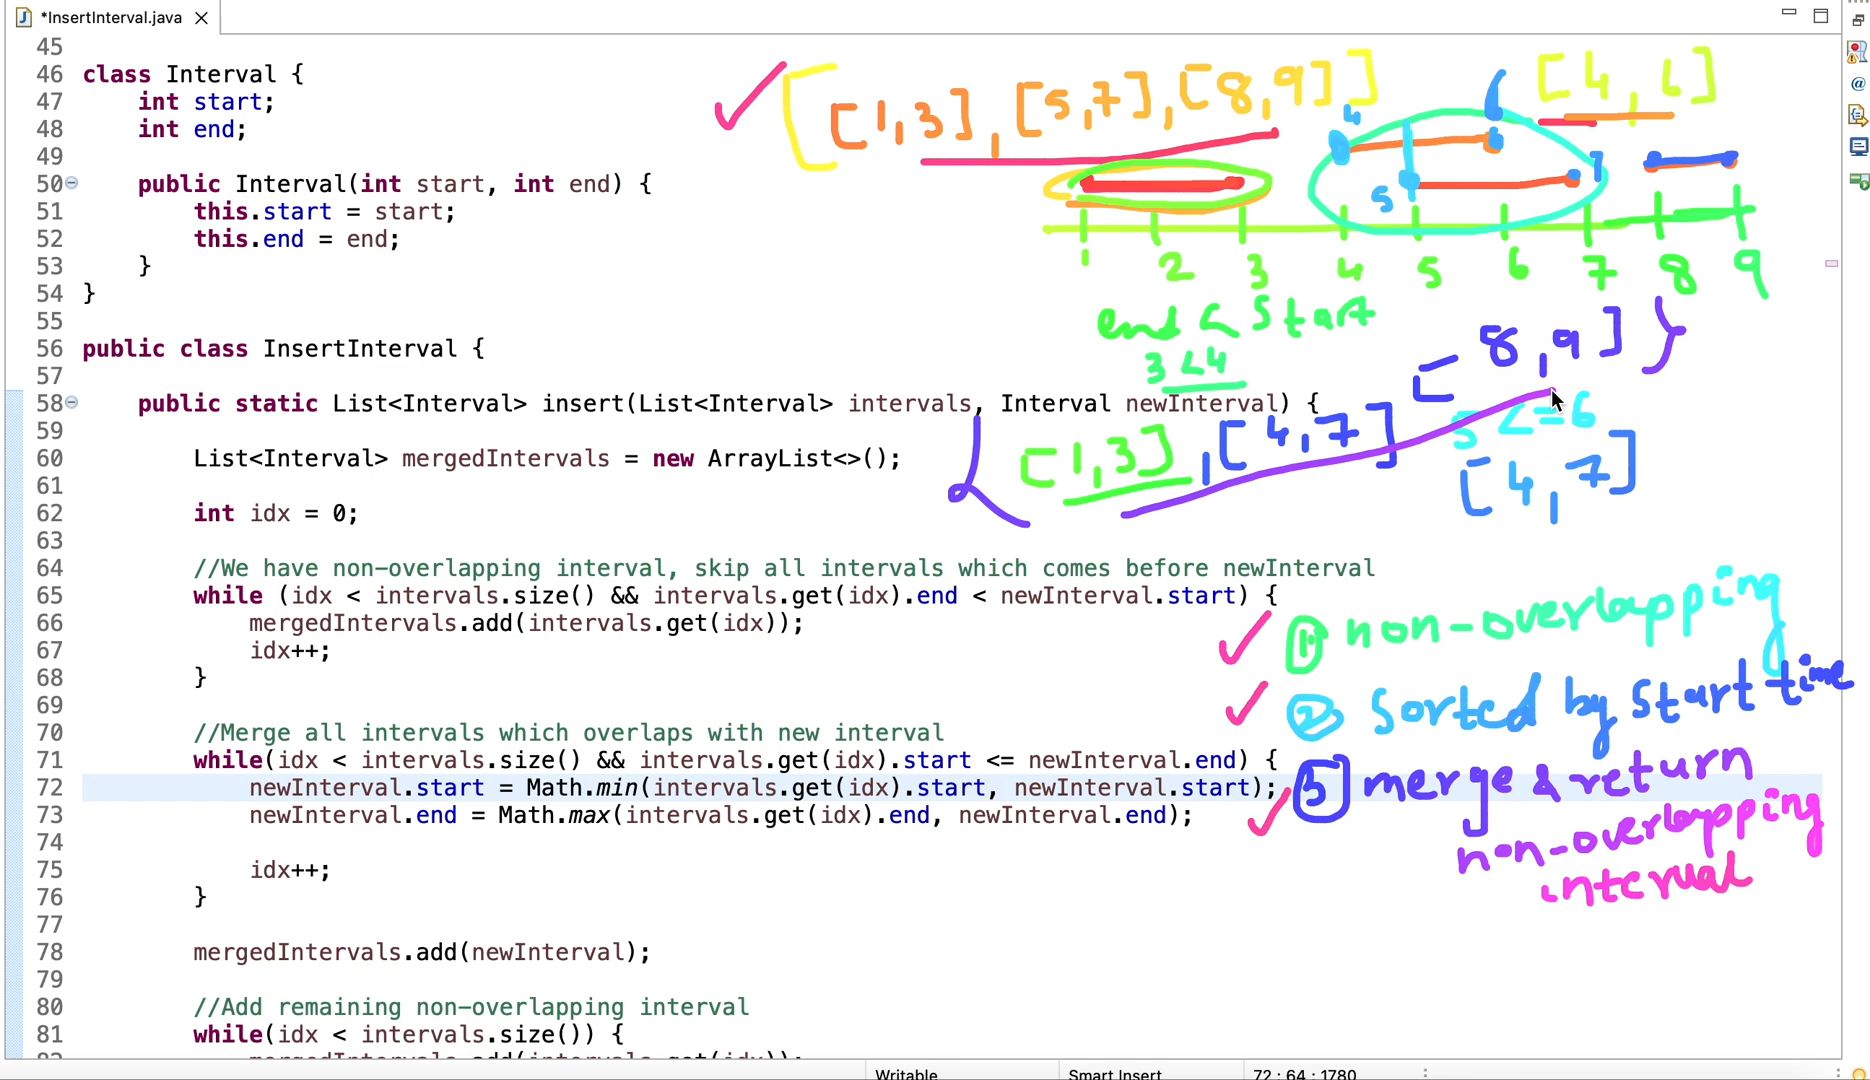 *InsertInterval.java
45
46 class Interval {
47     int start;
48     int end;
49
50     public Interval(int start, int end) {
51         this.start = start;
52         this.end = end;
53     }
54 }
55
56 public class InsertInterval {
57
58     public static List<Interval> insert(List<Interval> intervals, Interval newInterval) {
59
60         List<Interval> mergedIntervals = new ArrayList<>();
61
62         int idx = 0;
63
64         //We have non-overlapping interval, skip all intervals which comes before newInterval
65         while (idx < intervals.size() && intervals.get(idx).end < newInterval.start) {
66             mergedIntervals.add(intervals.get(idx));
67             idx++;
68         }
69
70         //Merge all intervals which overlaps with new interval
71         while(idx < intervals.size() && intervals.get(idx).start <= newInterval.end) {
72             newInterval.start = Math.min(intervals.get(idx).start, newInterval.start);
73             newInterval.end = Math.max(intervals.get(idx).end, newInterval.end);
74
75             idx++;
76         }
77
78         mergedIntervals.add(newInterval);
79
80         //Add remaining non-overlapping interval
81         while(idx < intervals.size()) {
[[1,3],[5,7],[8,9]] [4,6]
4 6
5 7
1 2 3 4 5 6 7 8 9
end < Start
3<4
{[1,3],[4,7] [8,9]}
5<=6
[4,7]
① non-overlapping
② Sorted by start time
merge & return
non-overlapping
interval
Writable Smart Insert 72 : 64 : 1780